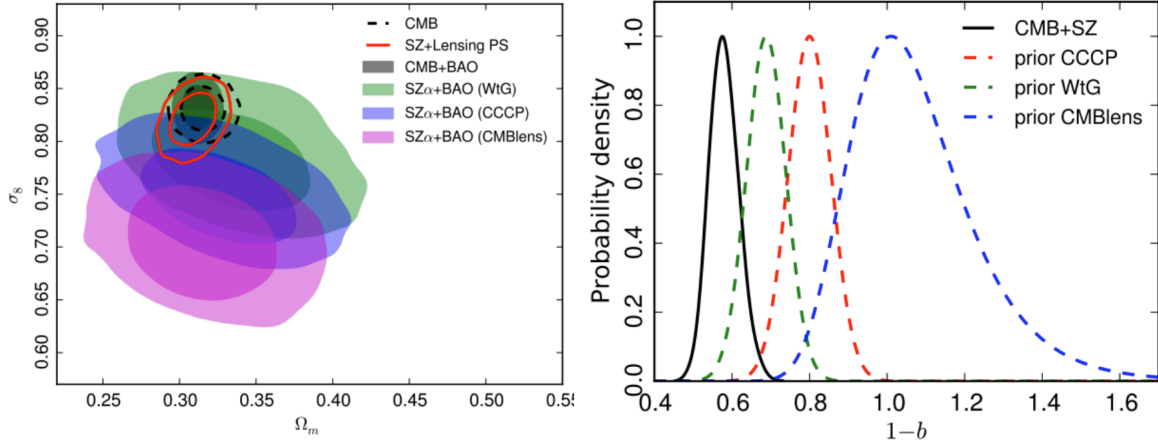 0.90
0.85
0.80
0.75
0.70
0.65
0.60
σ8
0.25
0.30
0.35
0.40
0.45
0.50
0.5
Ωm
CMB
SZ+Lensing PS
CMB+BAO
SZα+BAO (WtG)
SZα+BAO (CCCP)
SZα+BAO (CMBlens)
Probability density
1.0
0.8
0.6
0.4
0.2
0.0
0.4
0.6
0.8
1.0
1.2
1.4
1.6
1−b
CMB+SZ
prior CCCP
prior WtG
prior CMBlens